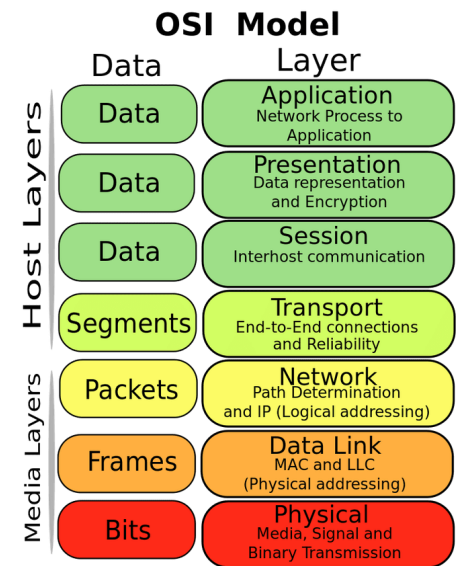 OSI Model
Data
Layer
Host Layers
Data
Application
Network Process to
Application
Data
Presentation
Data representation
and Encryption
Data
Session
Interhost communication
Segments
Transport
End-to-End connections
and Reliability
Media Layers
Packets
Network
Path Determination
and IP (Logical addressing)
Frames
Data Link
MAC and LLC
(Physical addressing)
Bits
Physical
Media, Signal and
Binary Transmission